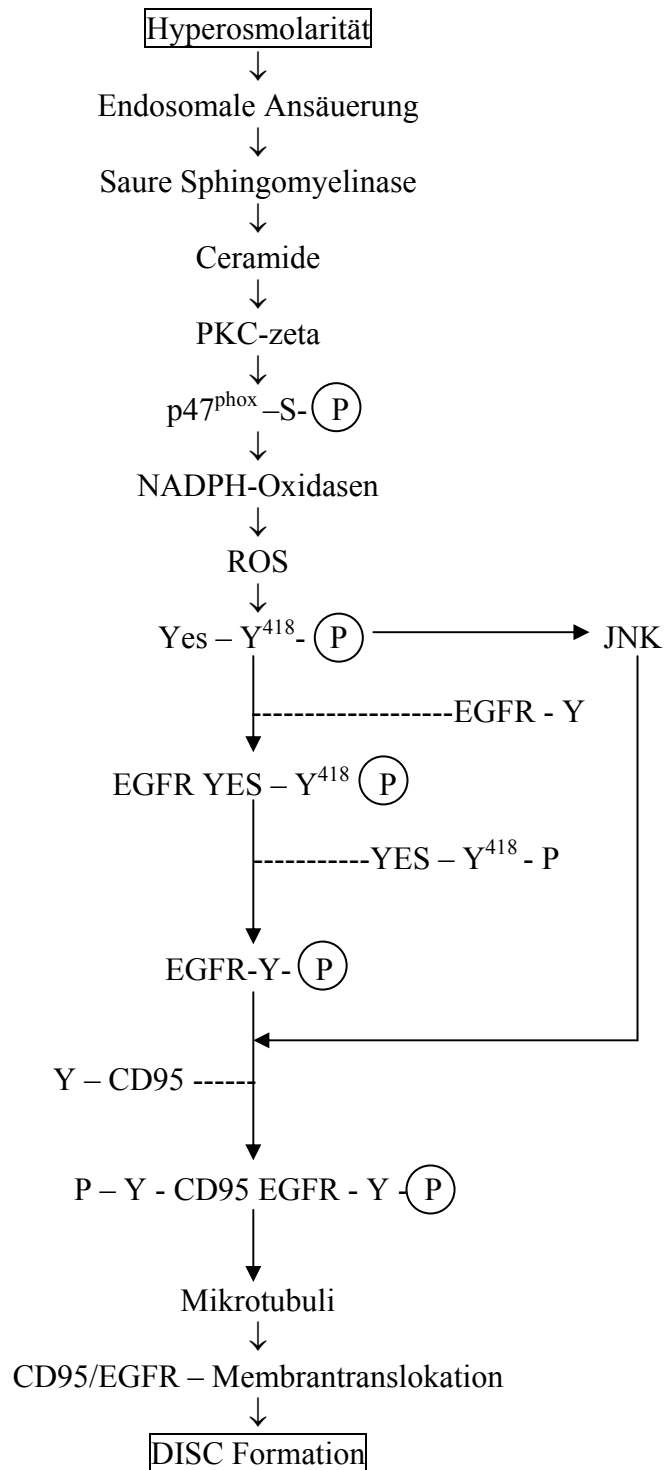 Hyperosmolarität
↓
Endosomale Ansäuerung
↓
Saure Sphingomyelinase
↓
Ceramide
↓
PKC-zeta
↓
p47phox –S- P
↓
NADPH-Oxidasen
↓
ROS
↓
Yes – Y418- P JNK
-------------------EGFR - Y
EGFR YES – Y418 P
-----------YES – Y418 - P
EGFR-Y- P
Y – CD95 ------
P – Y - CD95 EGFR - Y - P
Mikrotubuli
↓
CD95/EGFR – Membrantranslokation
↓
DISC Formation